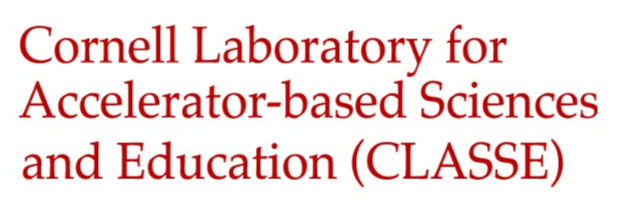 Cornell Laboratory for
Accelerator-based Sciences
and Education (CLASSE)